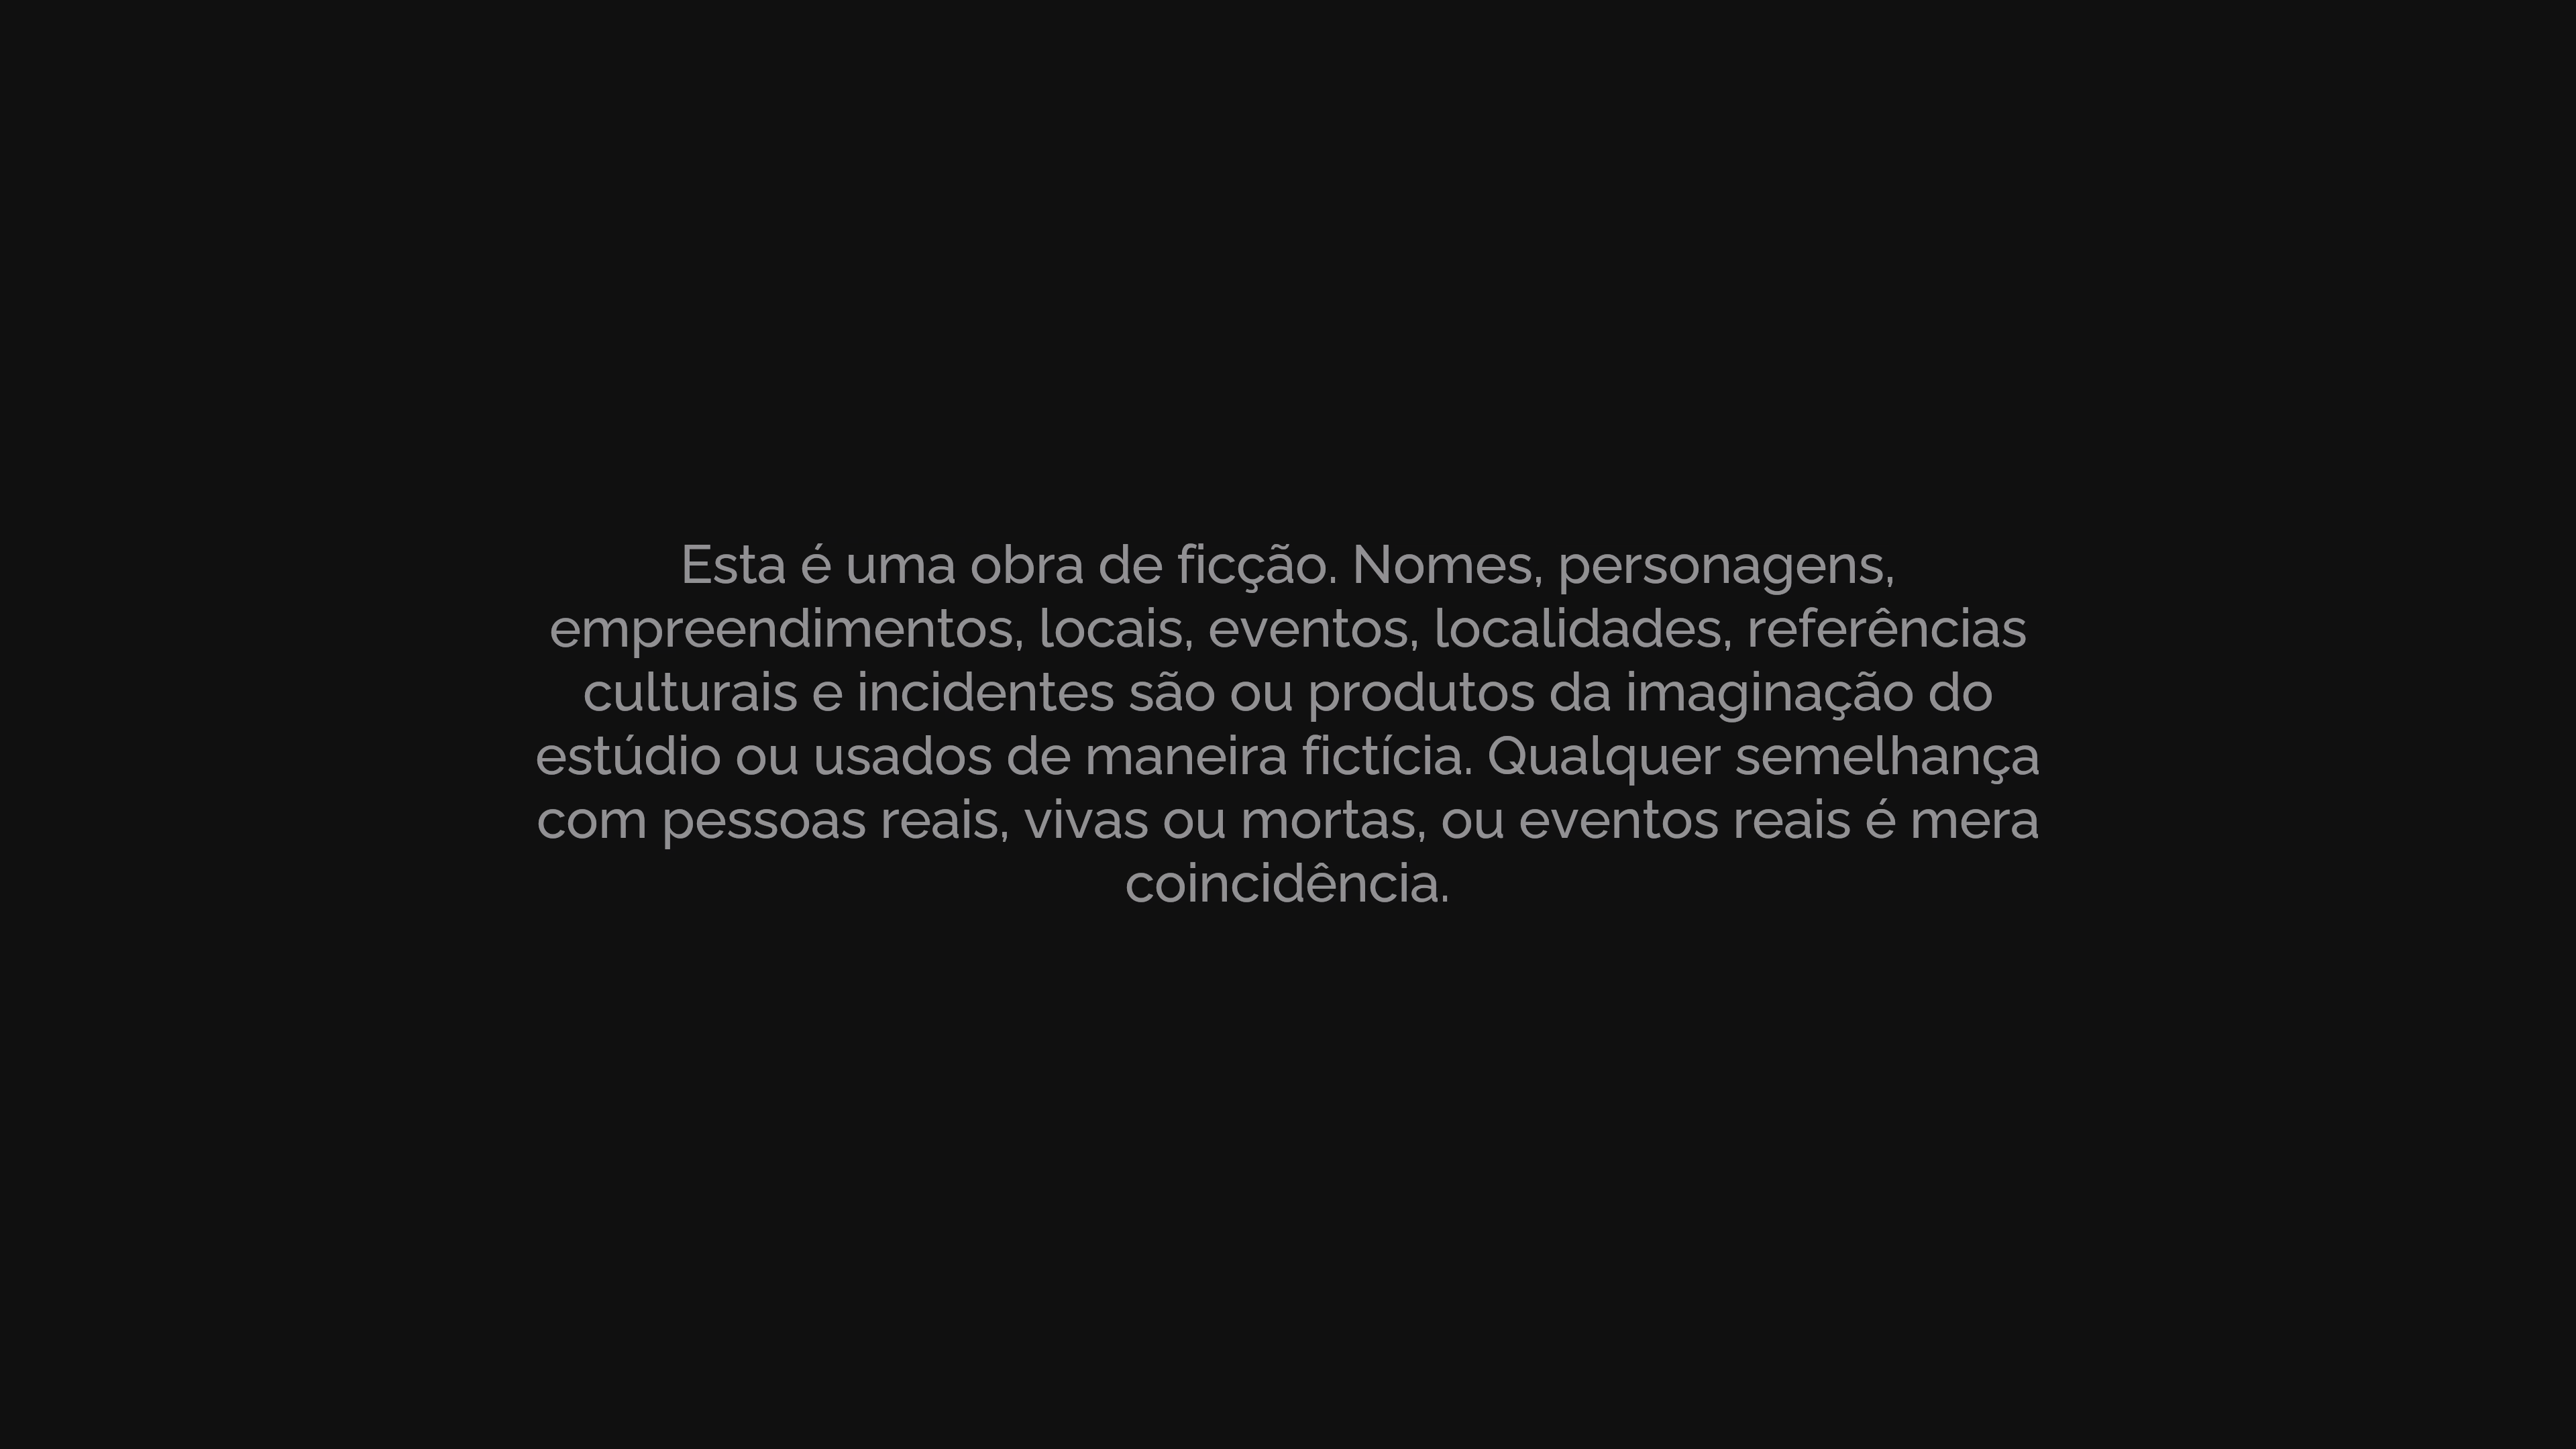 Esta é uma obra de ficção. Nomes, personagens,
empreendimentos, locais, eventos, localidades, referências
culturais e incidentes são ou produtos da imaginação do
estúdio ou usados de maneira fictícia. Qualquer semelhança
com pessoas reais, vivas ou mortas, ou eventos reais é mera
coincidência.